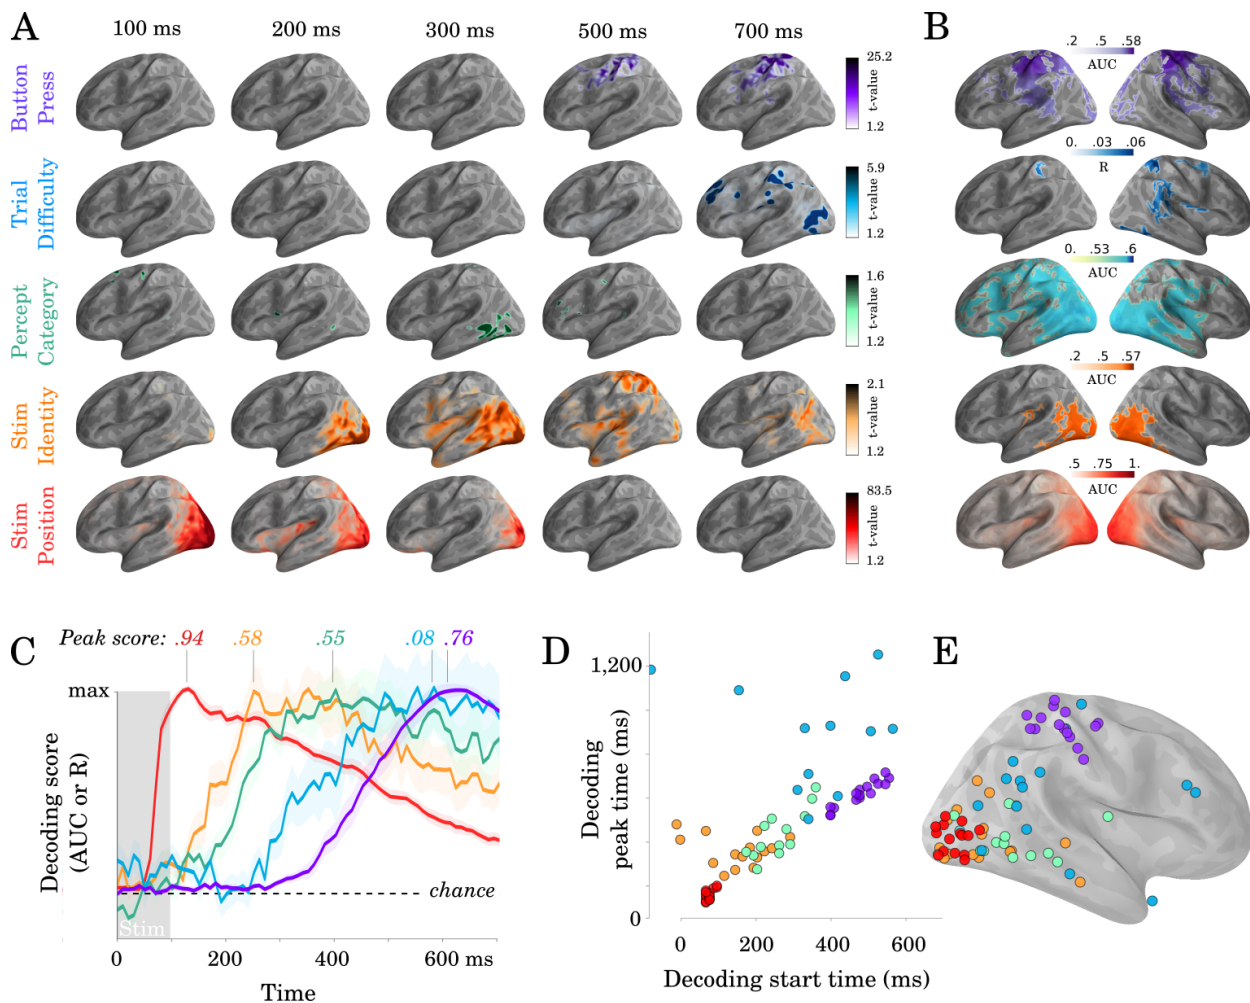 A
100 ms 200 ms 300 ms 500 ms 700 ms
B
Button
Press
25.2
t-value
1.2
.2 .5 .58
AUC
Trial
Difficulty
5.9
t-value
1.2
0. .03 .06
R
Percept
Category
1.6
t-value
1.2
0. .53 .6
AUC
Stim
Identity
2.1
t-value
1.2
.2 .5 .57
AUC
Stim
Position
83.5
t-value
1.2
.5 .75 1.
AUC
C
Peak score: .94 .58 .55 .08 .76
max
Decoding score
(AUC or R)
chance
Stim
0 200 400 600 ms
Time
D
1,200
Decoding
peak time (ms)
0
0 200 400 600
Decoding start time (ms)
E